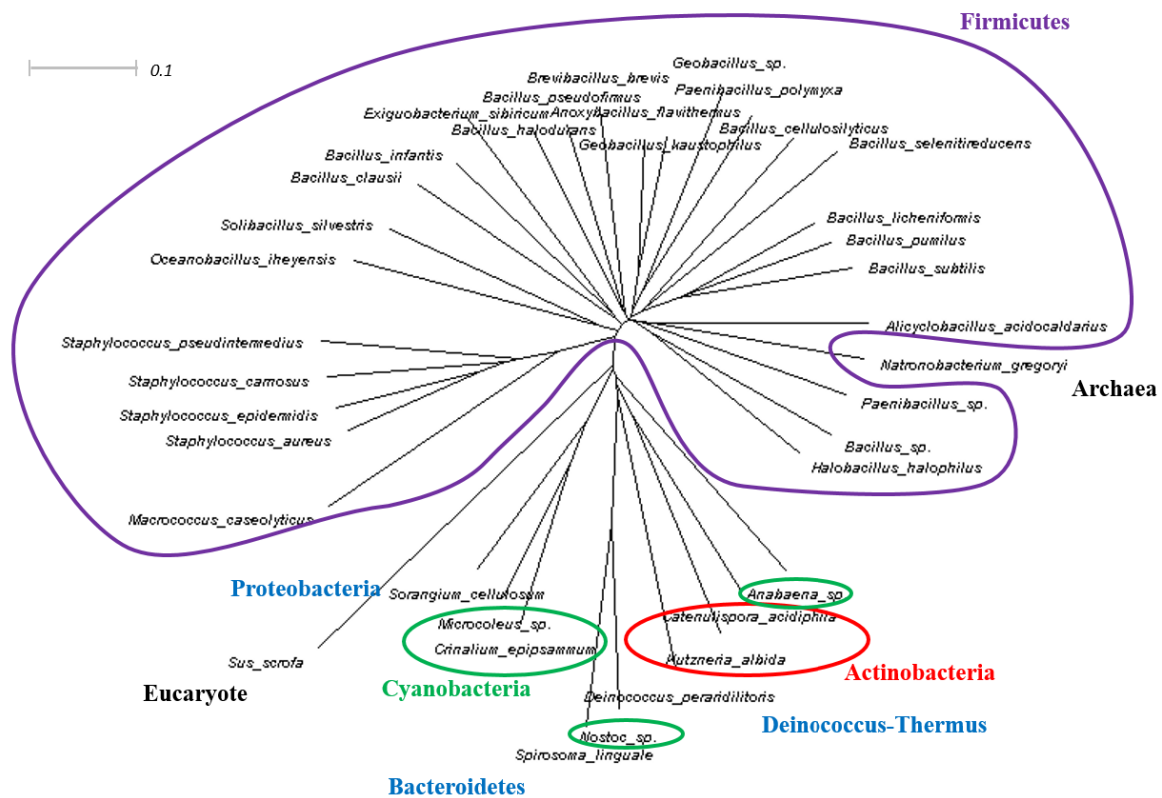 Firmicutes
0.1
Geobacillus_sp.
Brevibacillus_brevis
Paenibacillus_polymyxa
Bacillus_pseudofirmus
Exiguobacterium_sibiricum
Anoxybacillus_flavithermus
Bacillus_halodurans
Bacillus_cellulosilyticus
Geobacillus_kaustophilus
Bacillus_selenitireducens
Bacillus_infantis
Bacillus_clausii
Bacillus_licheniformis
Solibacillus_silvestris
Bacillus_pumilus
Oceanobacillus_iheyensis
Bacillus_subtilis
Alicyclobacillus_acidocaldarius
Staphylococcus_pseudintermedius
Natronobacterium_gregoryi
Staphylococcus_carnosus
Archaea
Paenibacillus_sp.
Staphylococcus_epidermidis
Staphylococcus_aureus
Bacillus_sp.
Halobacillus_halophilus
Macrococcus_caseolyticus
Proteobacteria
Sorangium_cellulosum
Anabaena_sp
Catenulispora_acidiphila
Microcoleus_sp.
Crinalium_epipsammum
Kutzneria_albida
Sus_scrofa
Actinobacteria
Eucaryote
Cyanobacteria
Deinococcus_peraridilitoris
Deinococcus-Thermus
Nostoc_sp.
Spirosoma_linguale
Bacteroidetes